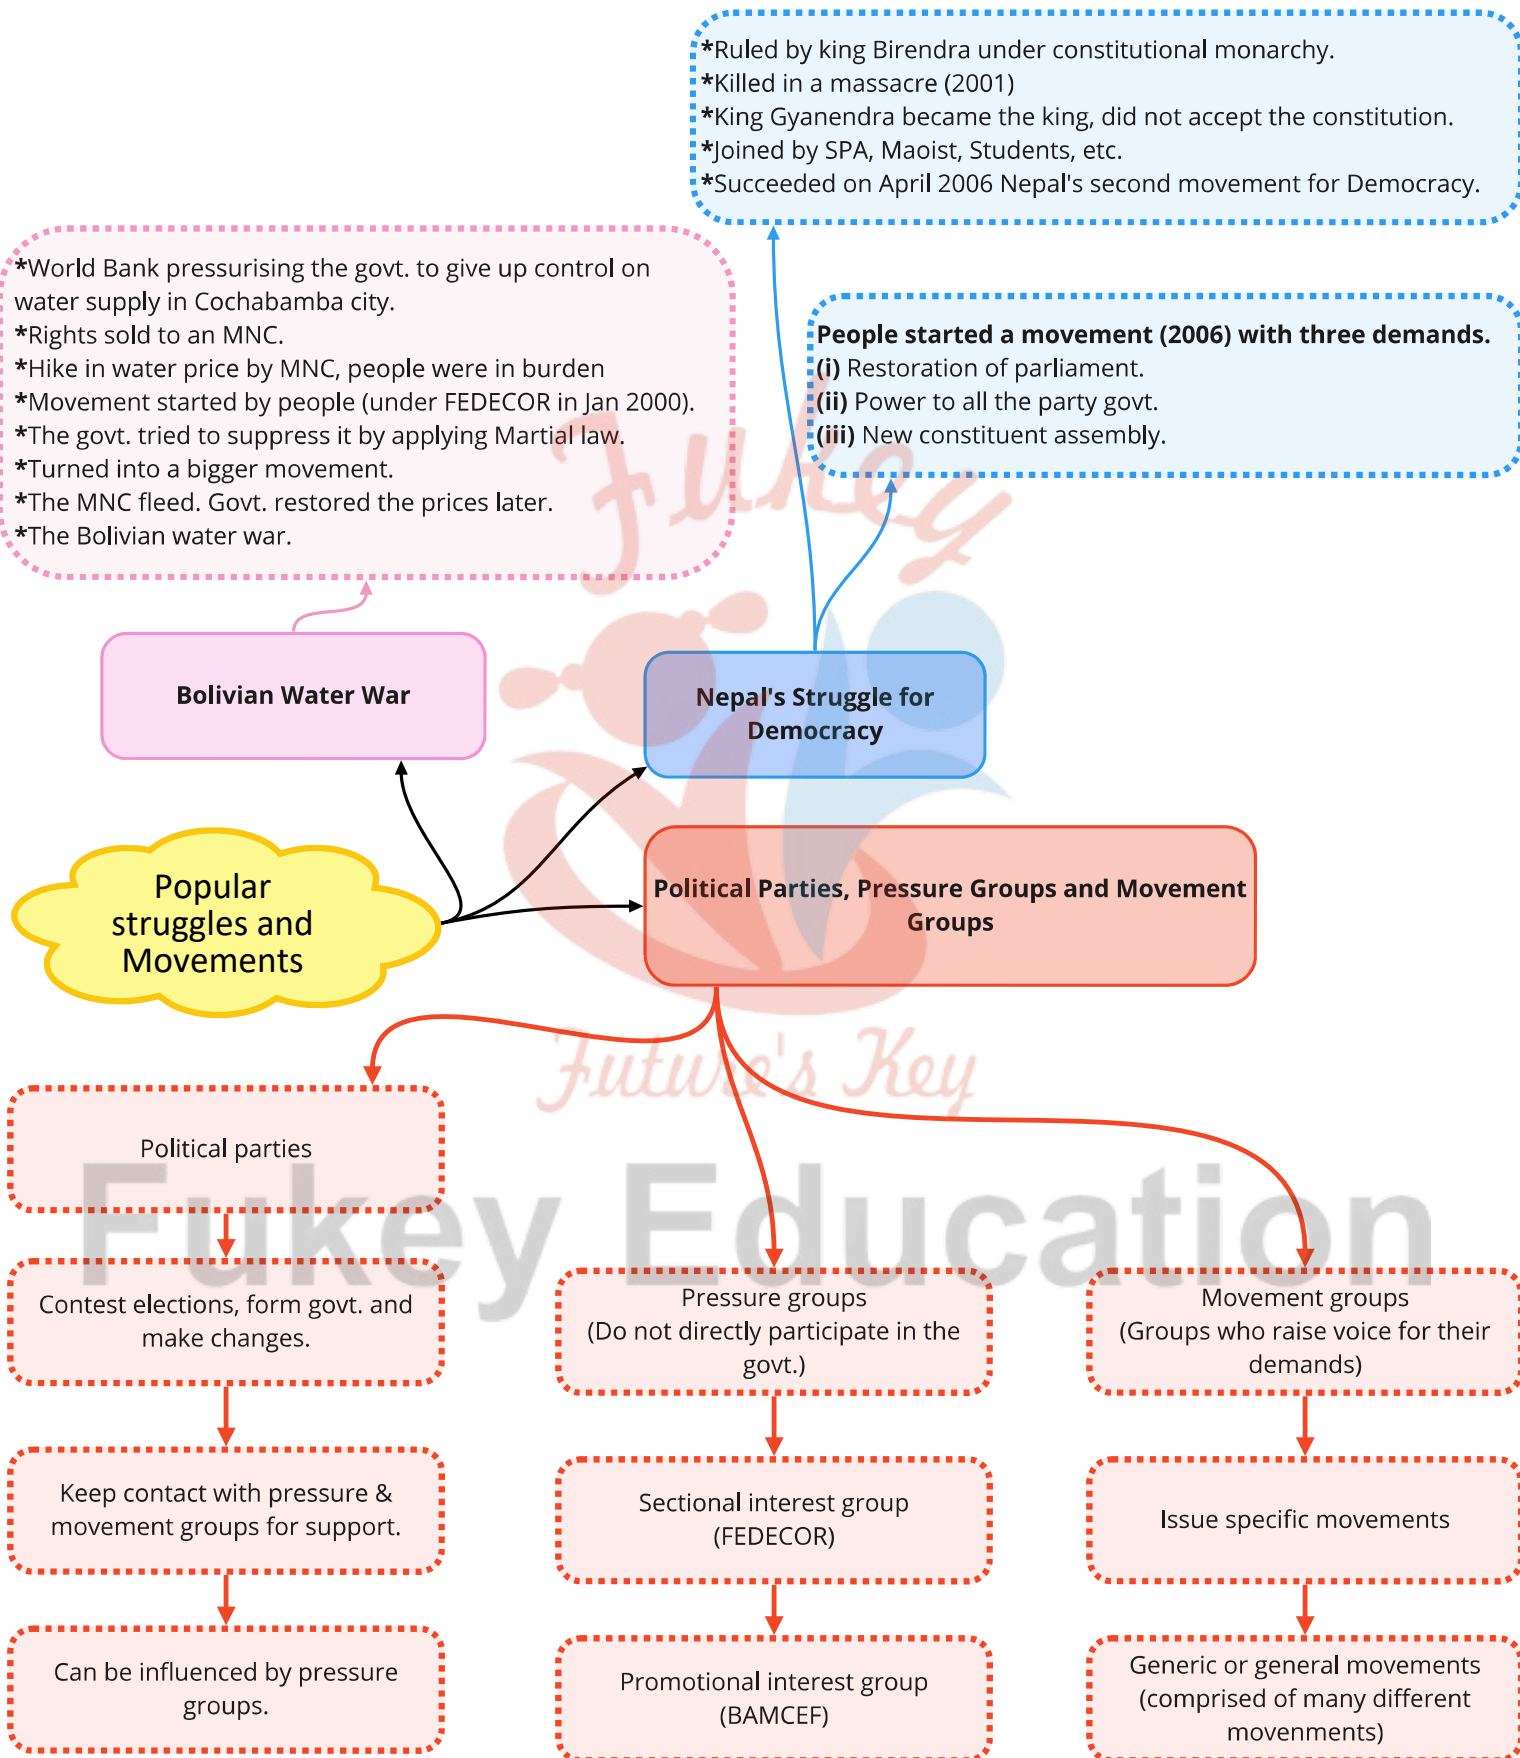 *Ruled by king Birendra under constitutional monarchy.
*Killed in a massacre (2001)
*King Gyanendra became the king, did not accept the constitution.
*Joined by SPA, Maoist, Students, etc.
*Succeeded on April 2006 Nepal's second movement for Democracy.
*World Bank pressurising the govt. to give up control on
water supply in Cochabamba city.
*Rights sold to an MNC.
*Hike in water price by MNC, people were in burden
*Movement started by people (under FEDECOR in Jan 2000).
*The govt. tried to suppress it by applying Martial law.
*Turned into a bigger movement.
*The MNC fleed. Govt. restored the prices later.
*The Bolivian water war.
People started a movement (2006) with three demands.
(i) Restoration of parliament.
(ii) Power to all the party govt.
(iii) New constituent assembly.
Fukey
Bolivian Water War
Nepal's Struggle for
Democracy
Popular
struggles and
Movements
Political Parties, Pressure Groups and Movement
Groups
Future's Key
Fukey Education
Political parties
Contest elections, form govt. and
make changes.
Keep contact with pressure &
movement groups for support.
Can be influenced by pressure
groups.
Pressure groups
(Do not directly participate in the
govt.)
Sectional interest group
(FEDECOR)
Promotional interest group
(BAMCEF)
Movement groups
(Groups who raise voice for their
demands)
Issue specific movements
Generic or general movements
(comprised of many different
movenments)